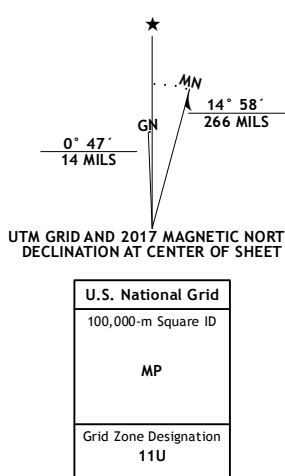 ★
MN
GN
14° 58´
266 MILS
0° 47´
14 MILS
UTM GRID AND 2017 MAGNETIC NORT
DECLINATION AT CENTER OF SHEET
U.S. National Grid
100,000-m Square ID
MP
Grid Zone Designation
11U